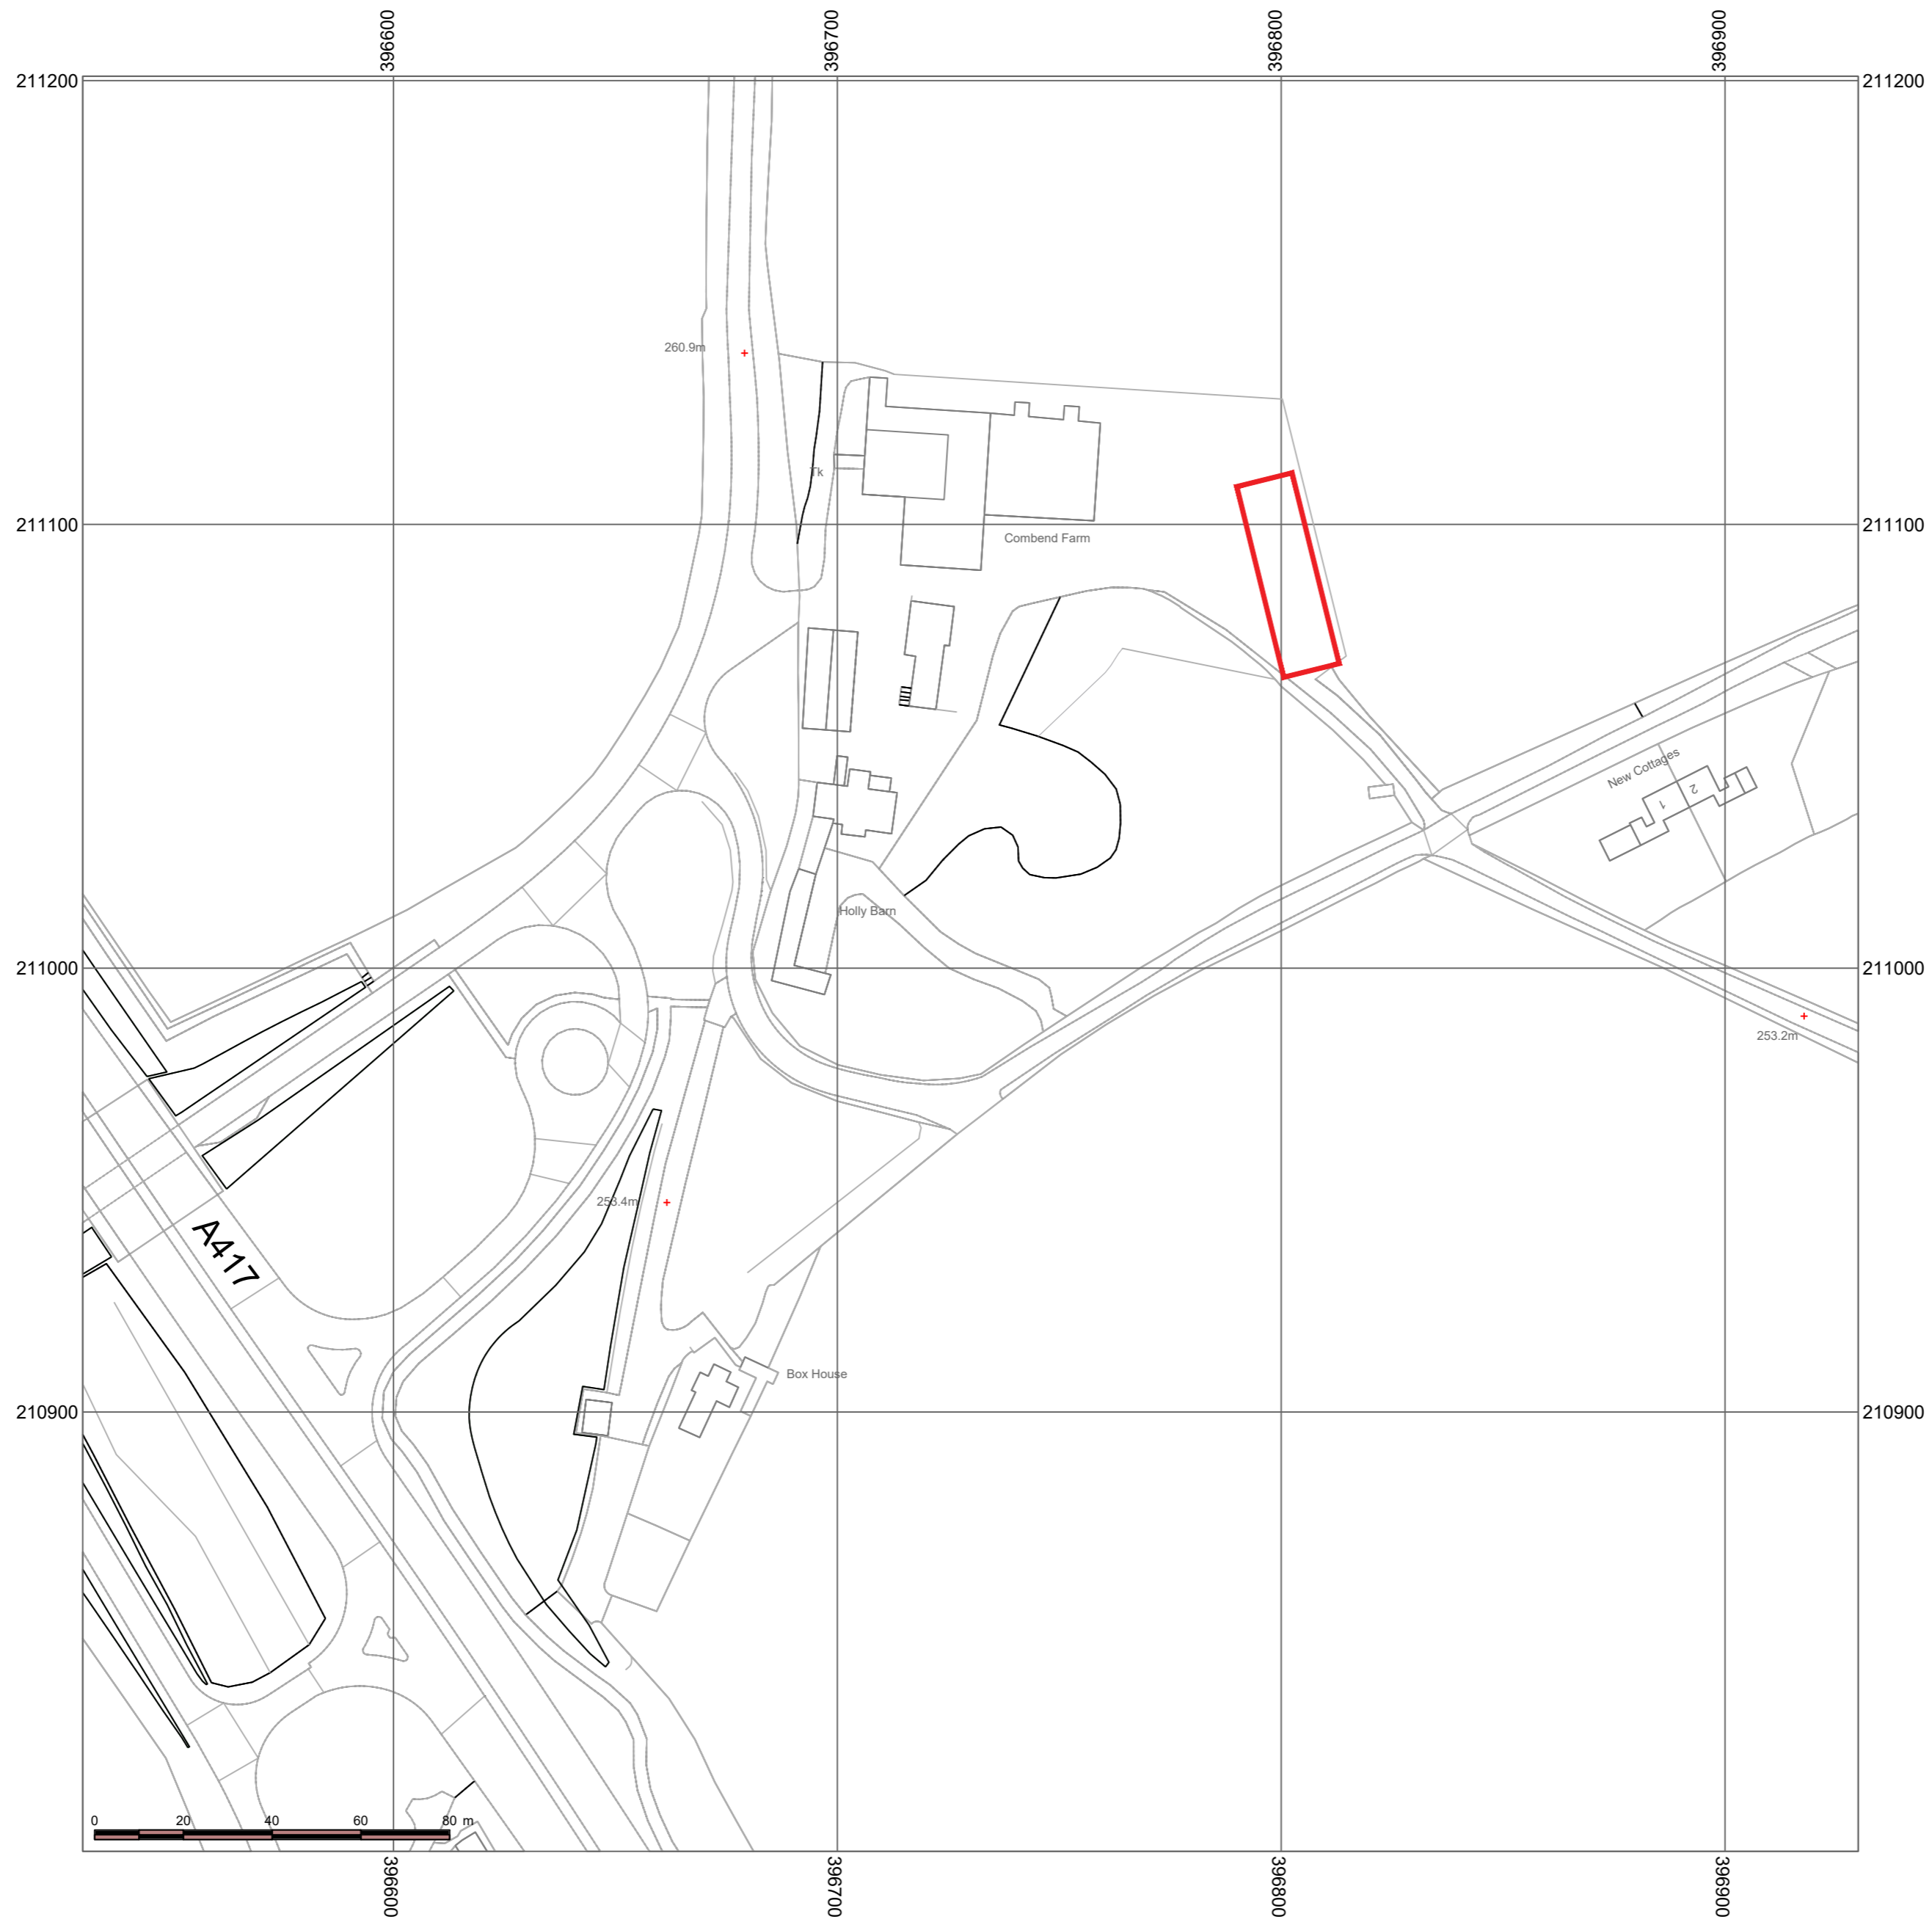 396600
396700
396800
396900
211200
211200
260.9m
Tk
211100
211100
Combend Farm
New Cottages
1
2
Holly Barn
211000
211000
253.2m
253.4m
A417
Box House
210900
210900
0 20 40 60 80 m
396600
396700
396800
396900